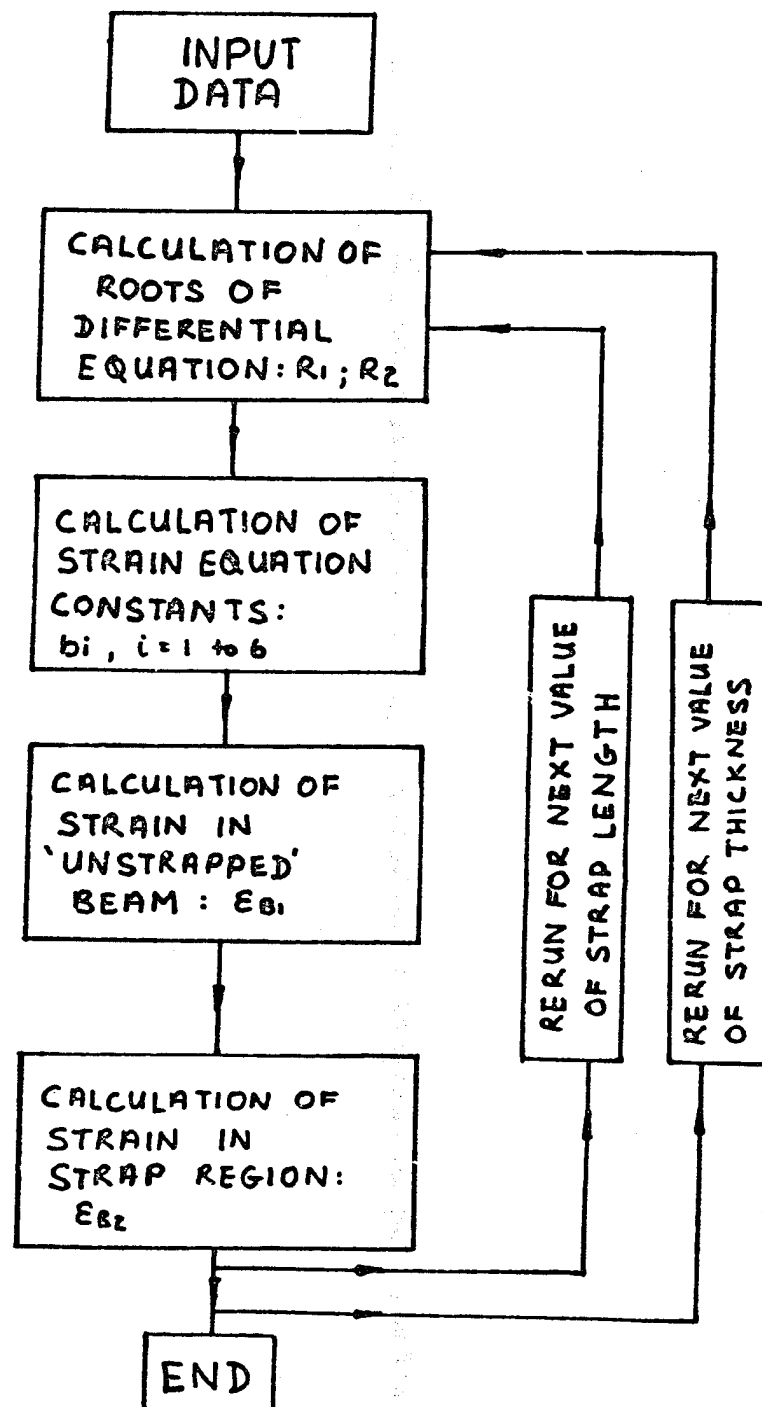 INPUT
DATA
CALCULATION OF
ROOTS OF
DIFFERENTIAL
EQUATION: R1 ; R2
CALCULATION OF
STRAIN EQUATION
CONSTANTS:
bi , i = 1 to 6
CALCULATION OF
STRAIN IN
'UNSTRAPPED'
BEAM : εB1
CALCULATION OF
STRAIN IN
STRAP REGION:
εB2
END
RERUN FOR NEXT VALUE
OF STRAP LENGTH
RERUN FOR NEXT VALUE
OF STRAP THICKNESS